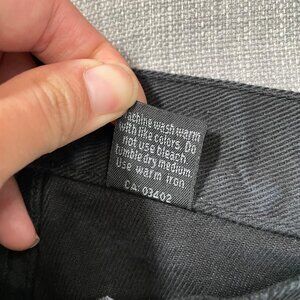 Machine wash warm
with like colors. Do
not use bleach.
tumble dry medium.
Use warm iron.
CA: 03402